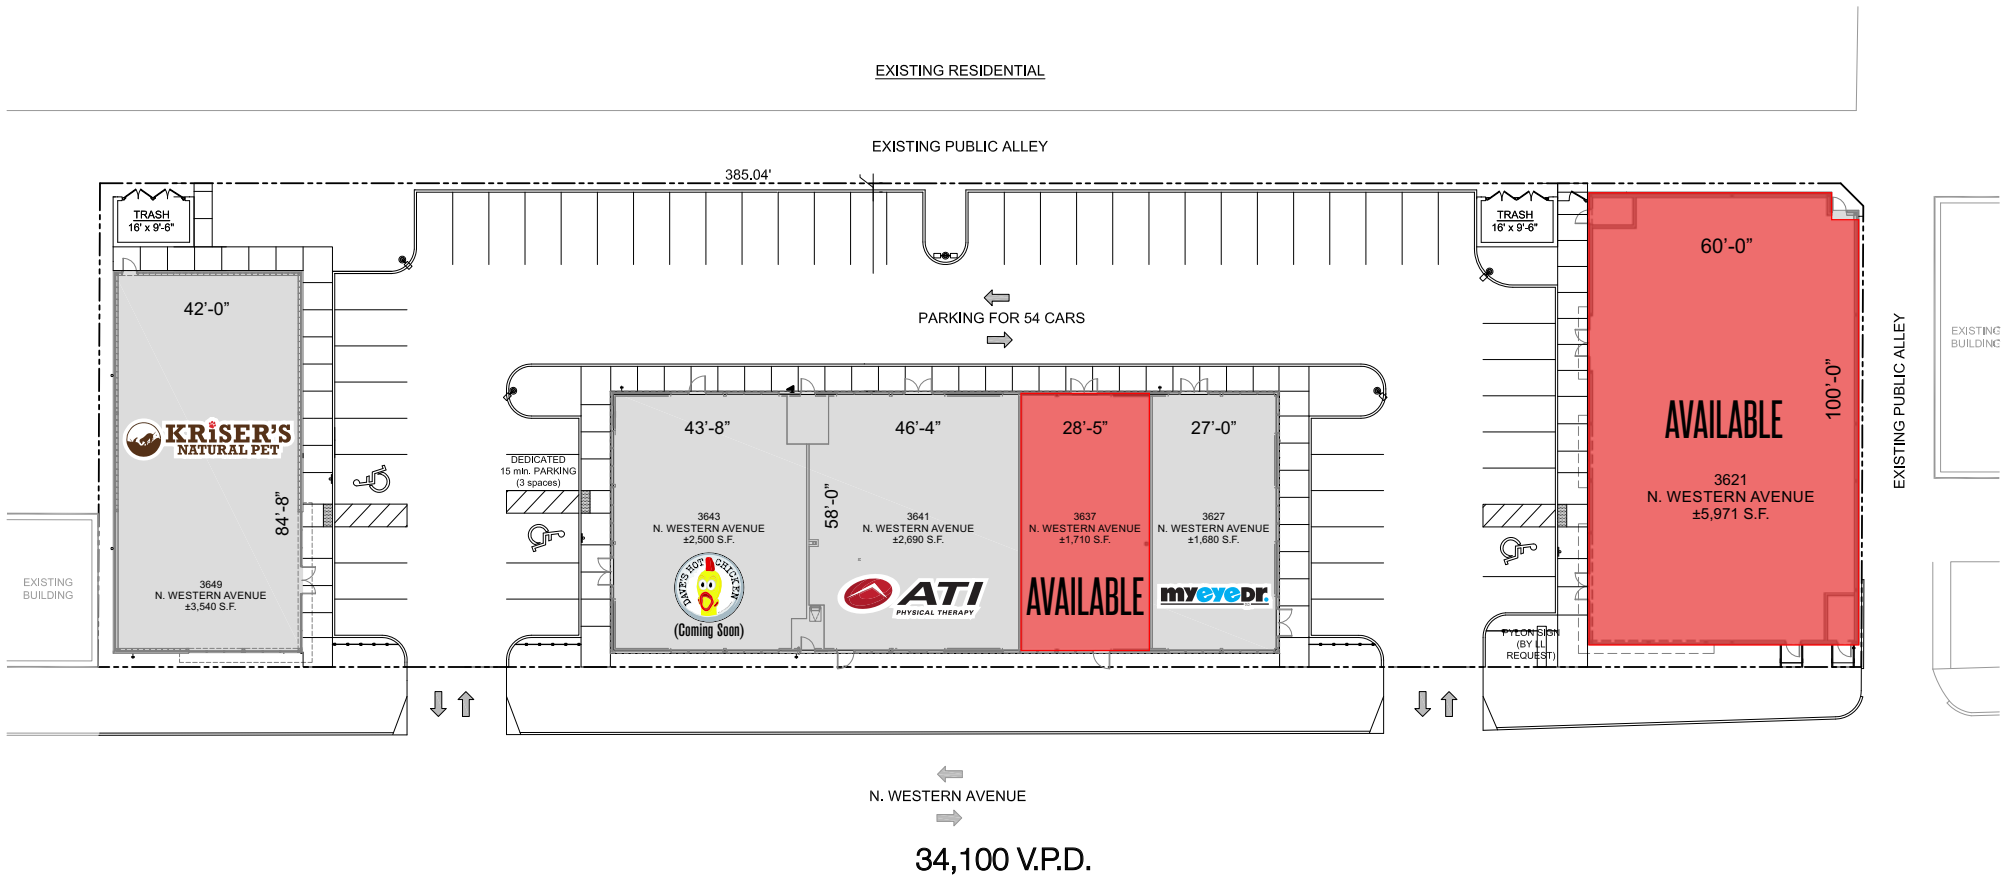 EXISTING RESIDENTIAL
EXISTING PUBLIC ALLEY
385.04'
TRASH
16' x 9'-6"
TRASH
16' x 9'-6"
42'-0"
KRiSER'S
NATURAL PET
84'-8"
3649
N. WESTERN AVENUE
±3,540 S.F.
EXISTING
BUILDING
PARKING FOR 54 CARS
DEDICATED
15 min. PARKING
(3 spaces)
43'-8"
3643
N. WESTERN AVENUE
±2,500 S.F.
DAVE'S HOT CHICKEN
(Coming Soon)
46'-4"
58'-0"
3641
N. WESTERN AVENUE
±2,690 S.F.
ATI
PHYSICAL THERAPY
28'-5"
3637
N. WESTERN AVENUE
±1,710 S.F.
AVAILABLE
27'-0"
3627
N. WESTERN AVENUE
±1,680 S.F.
myeyeDr.
PYLON SIGN
(BY LL
REQUEST)
60'-0"
100'-0"
AVAILABLE
3621
N. WESTERN AVENUE
±5,971 S.F.
EXISTING PUBLIC ALLEY
EXISTING
BUILDING
N. WESTERN AVENUE
34,100 V.P.D.